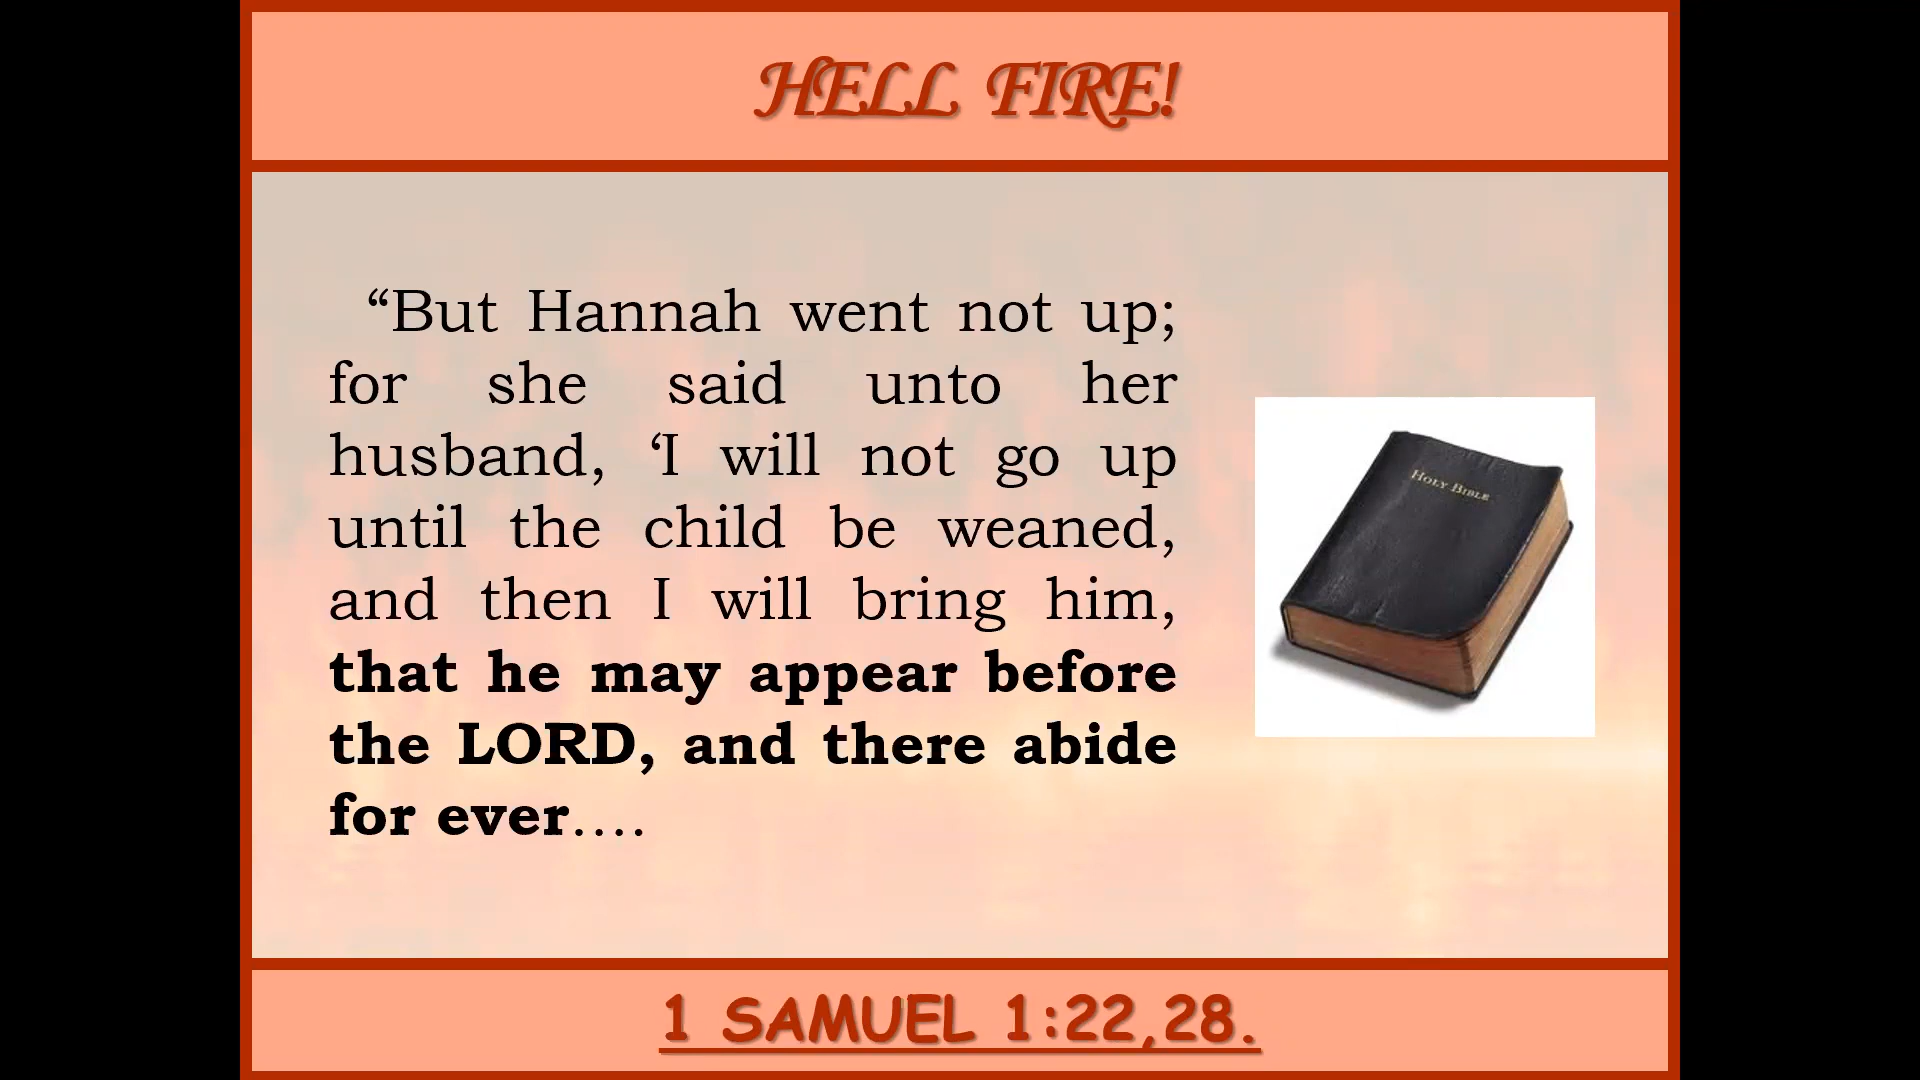 HELL FIRE!
“But Hannah went not up;
for she said unto her
husband, ‘I will not go up
until the child be weaned,
and then I will bring him,
that he may appear before
the LORD, and there abide
for ever….
HOLY BIBLE
1 SAMUEL 1:22,28.